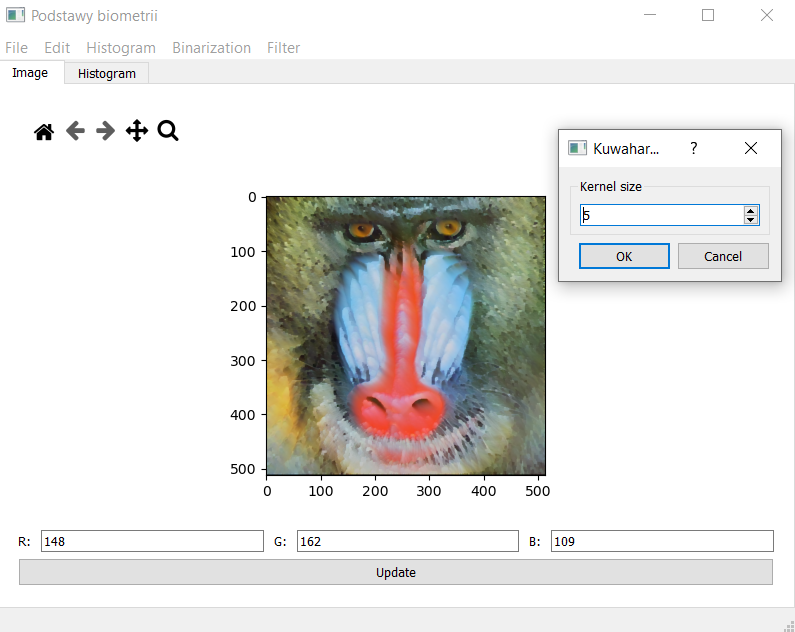 Podstawy biometrii
File Edit Histogram Binarization Filter
Image Histogram
Kuwahar... ?
Kernel size
5
OK Cancel
0
100
200
300
400
500
0 100 200 300 400 500
R: 148 G: 162 B: 109
Update